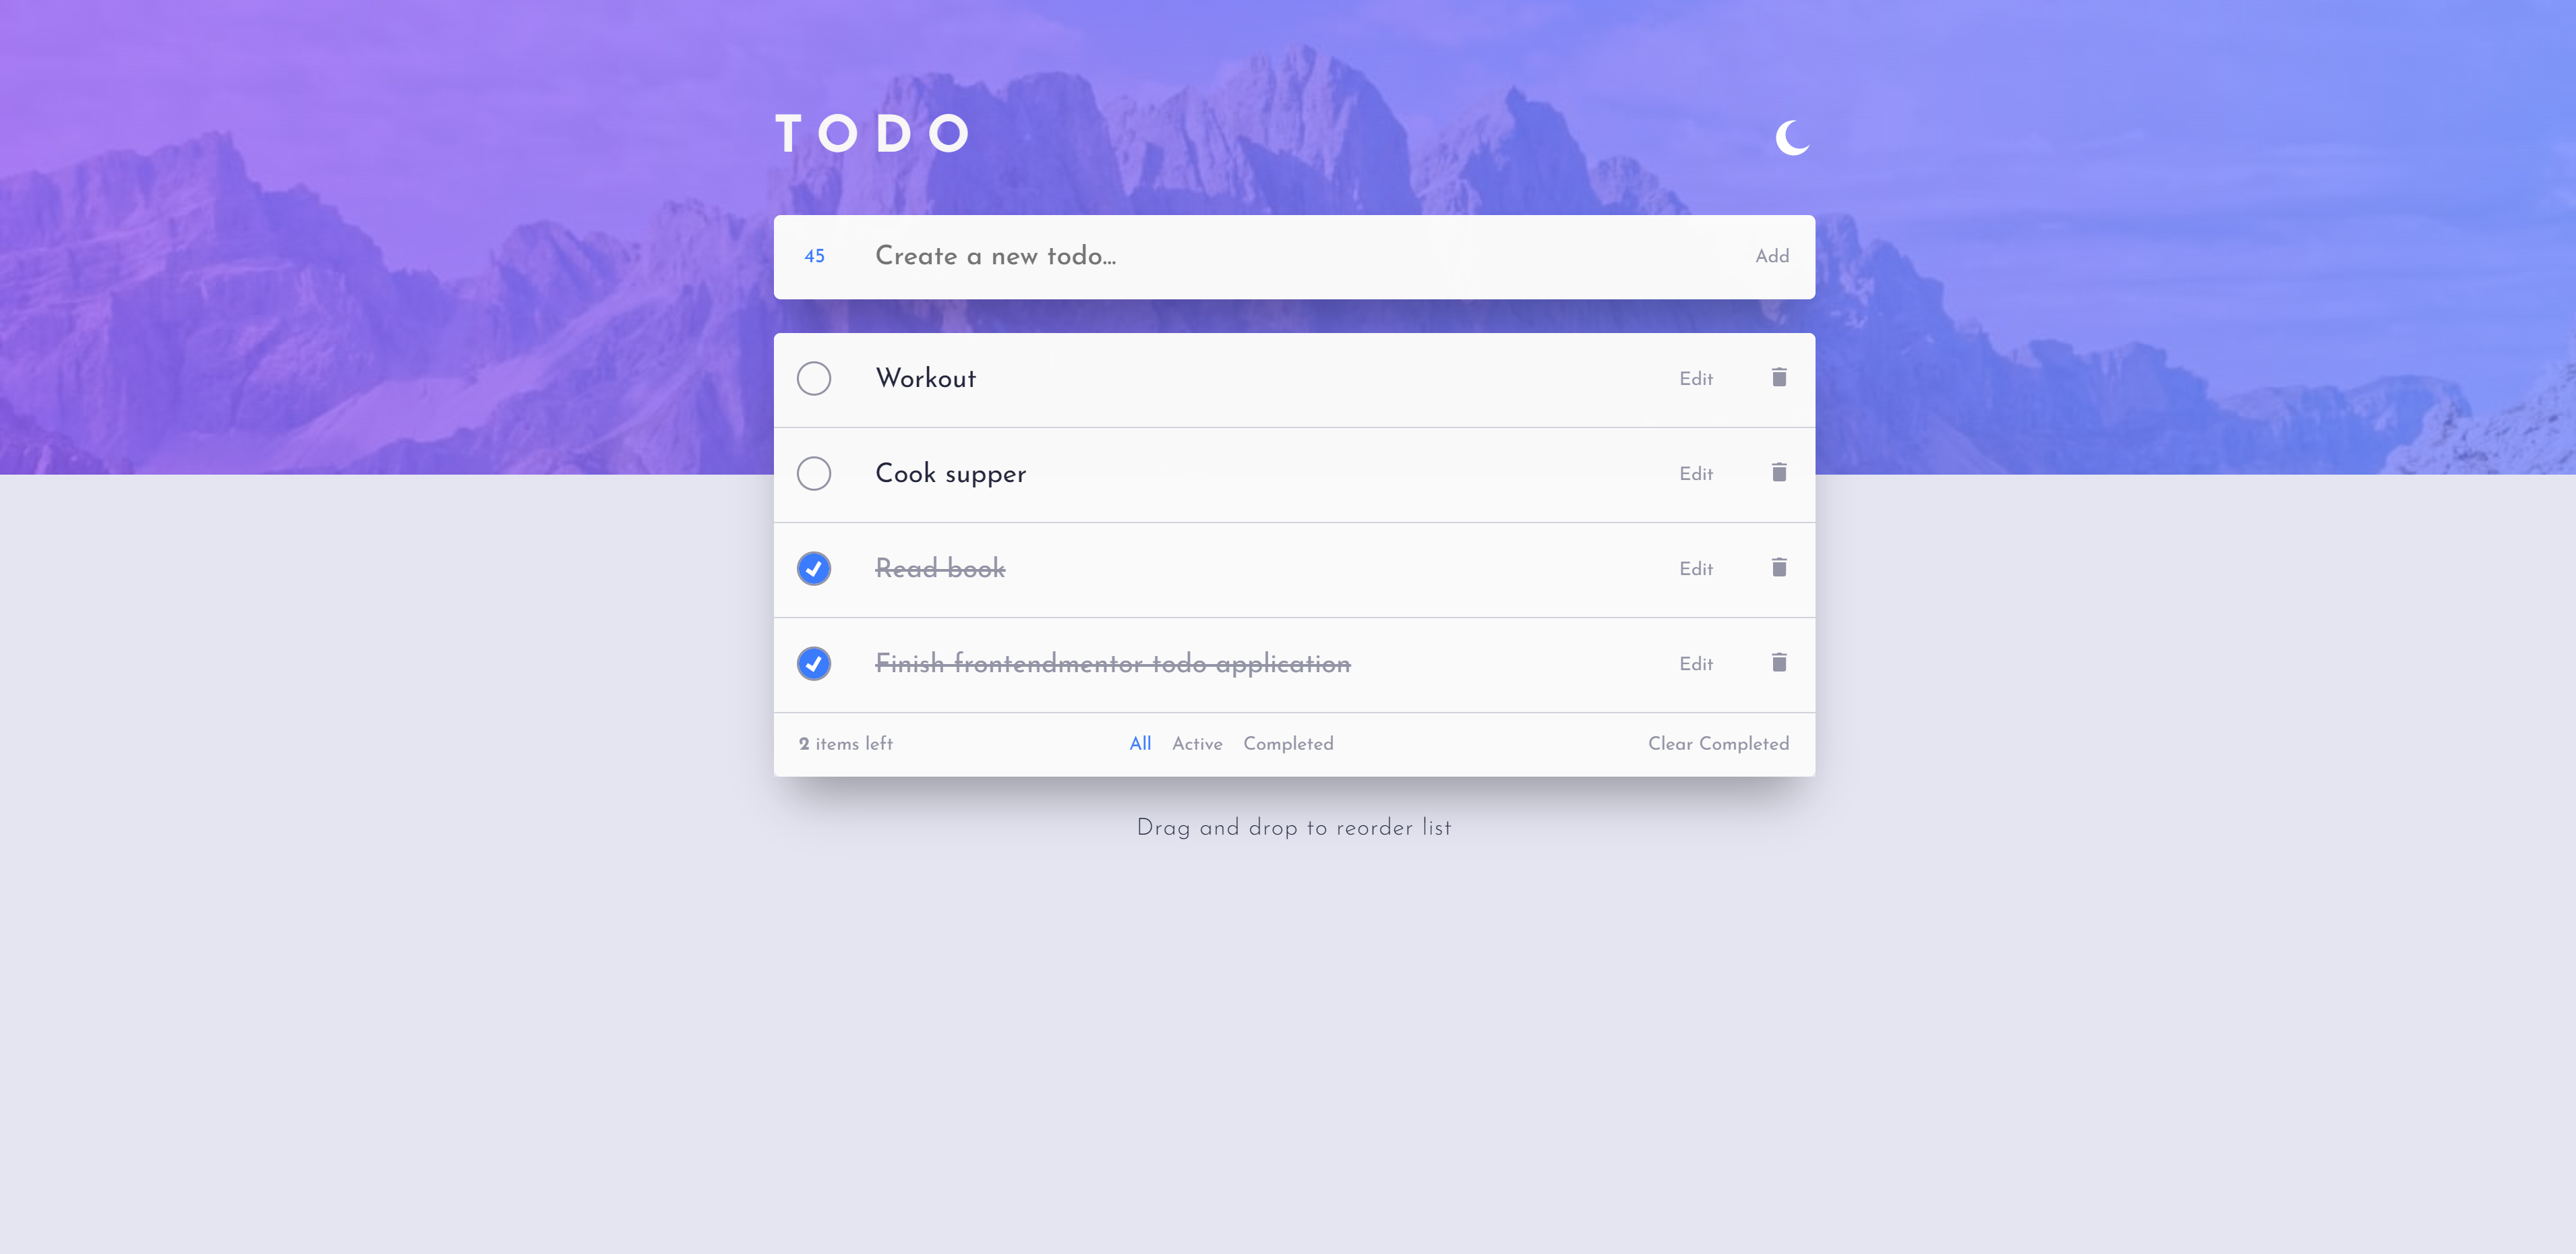 TODO
45 Create a new todo... Add
Workout Edit
Cook supper Edit
Read book Edit
Finish frontendmentor todo application Edit
2 items left All Active Completed Clear Completed
Drag and drop to reorder list